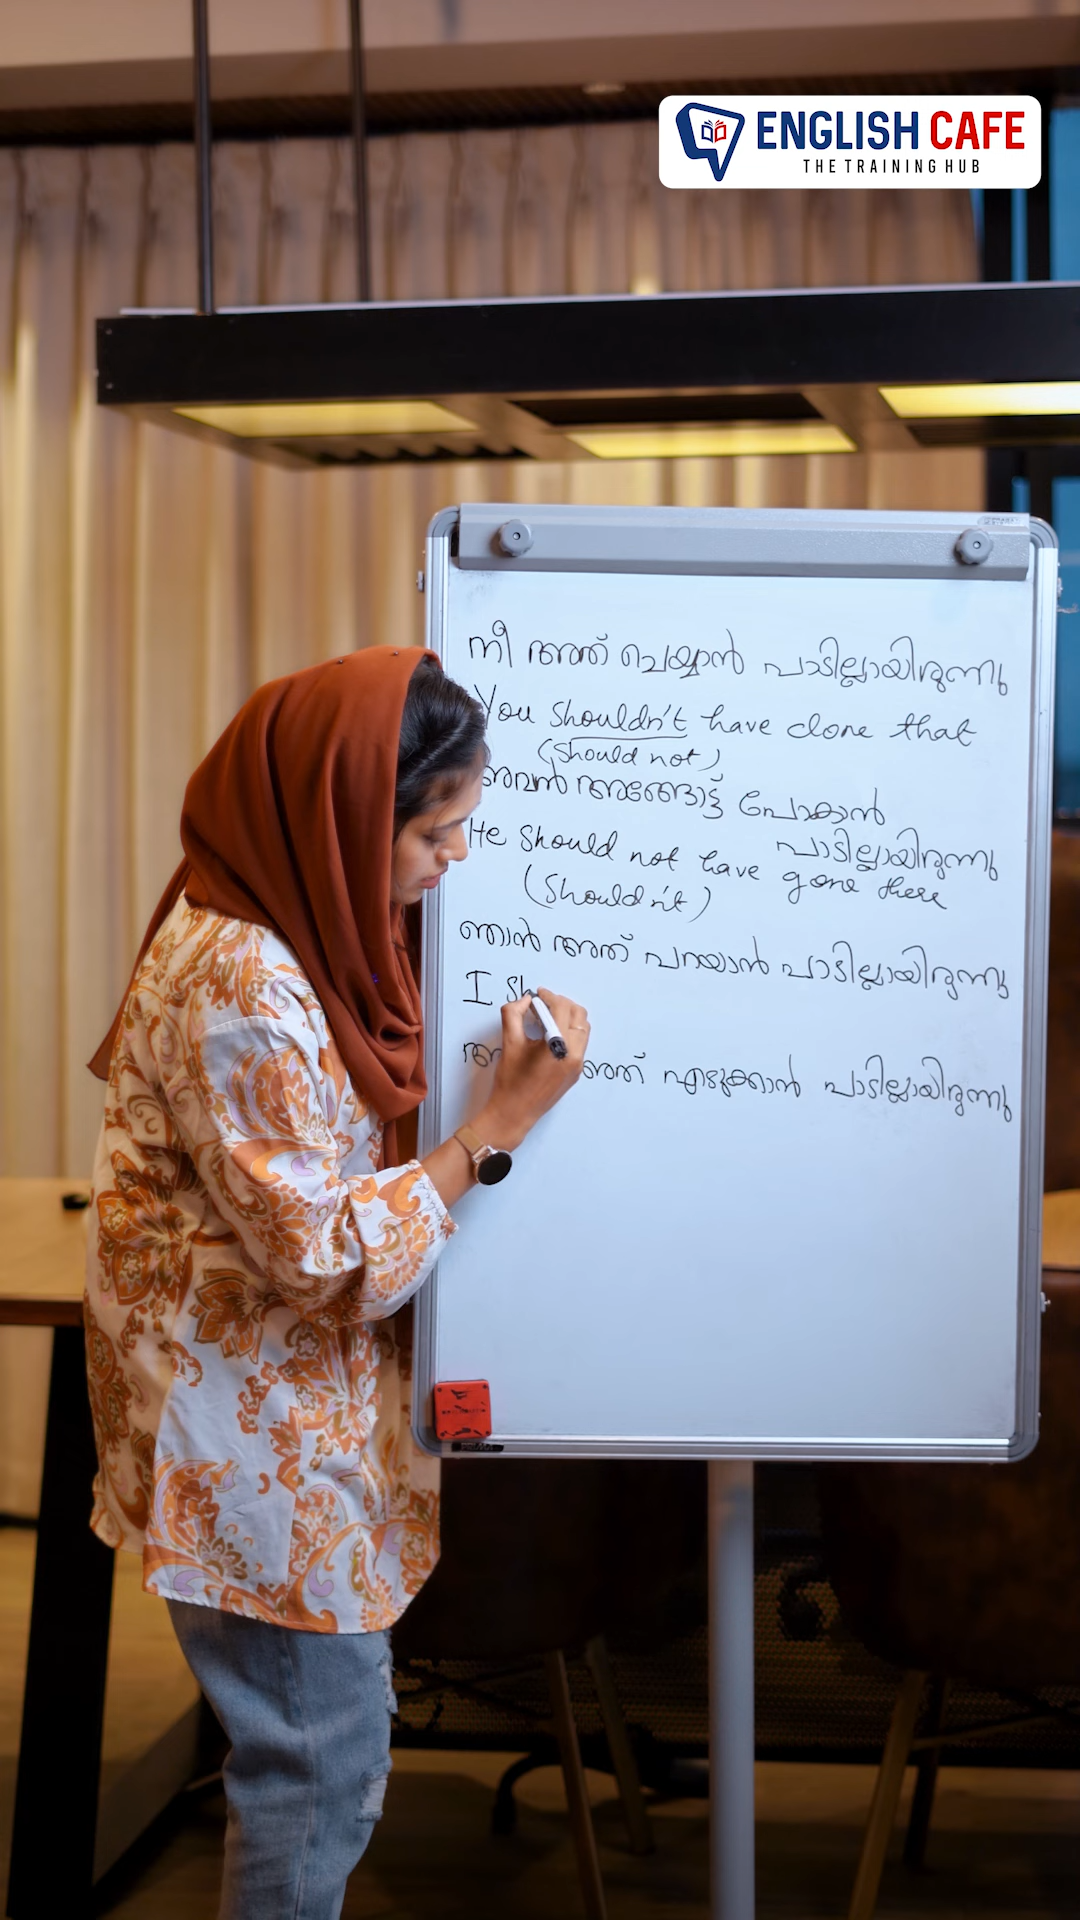 ENGLISH CAFE
THE TRAINING HUB
നീ അത് ചെയ്യാൻ പാടില്ലായിരുന്നു
You shouldn't have done that
(should not)
അവൻ അങ്ങോട്ട് പോകാൻ
പാടില്ലായിരുന്നു
He should not have gone there
(shouldn't)
ഞാൻ അത് പറയാൻ പാടില്ലായിരുന്നു
I sh
അത് എടുക്കാൻ പാടില്ലായിരുന്നു